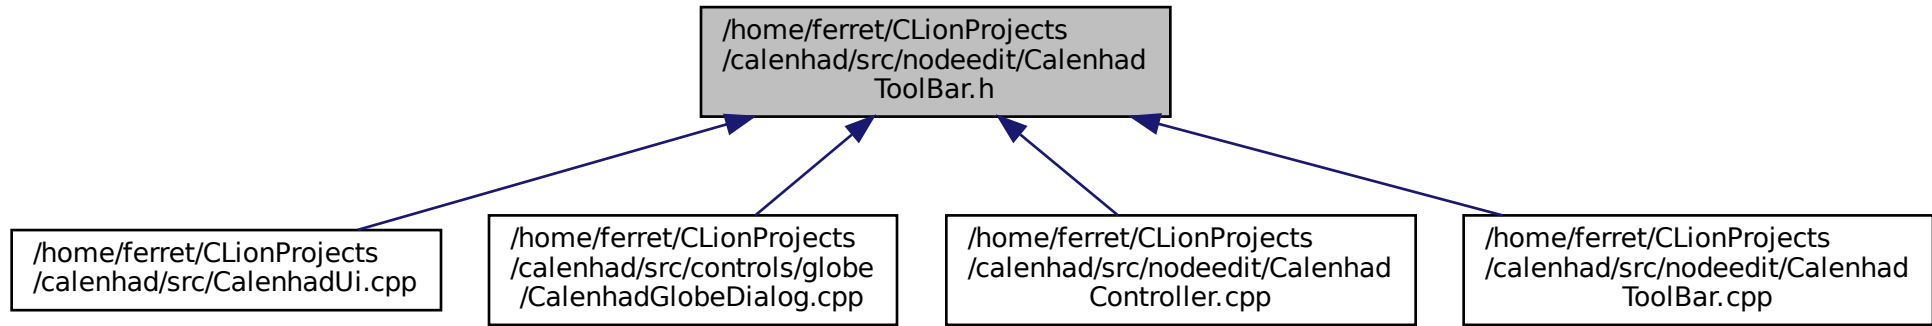 /home/ferret/CLionProjects
/calenhad/src/nodeedit/Calenhad
ToolBar.h
/home/ferret/CLionProjects
/calenhad/src/CalenhadUi.cpp
/home/ferret/CLionProjects
/calenhad/src/controls/globe
/CalenhadGlobeDialog.cpp
/home/ferret/CLionProjects
/calenhad/src/nodeedit/Calenhad
Controller.cpp
/home/ferret/CLionProjects
/calenhad/src/nodeedit/Calenhad
ToolBar.cpp